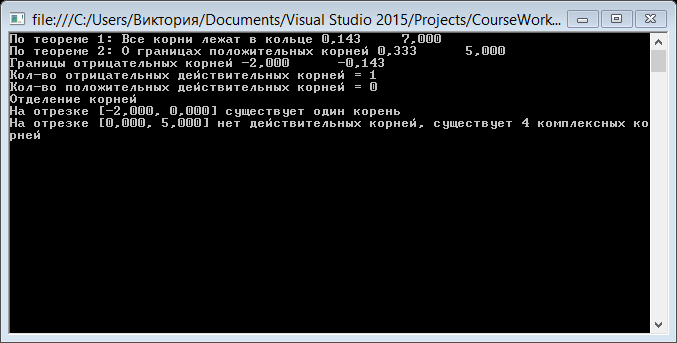 file:///C:/Users/Виктория/Documents/Visual Studio 2015/Projects/CourseWork...
По теореме 1: Все корни лежат в кольце 0,143 7,000
По теореме 2: О границах положительных корней 0,333 5,000
Границы отрицательных корней -2,000 -0,143
Кол-во отрицательных действительных корней = 1
Кол-во положительных действительных корней = 0
Отделение корней
На отрезке [-2,000, 0,000] существует один корень
На отрезке [0,000, 5,000] нет действительных корней, существует 4 комплексных ко
рней